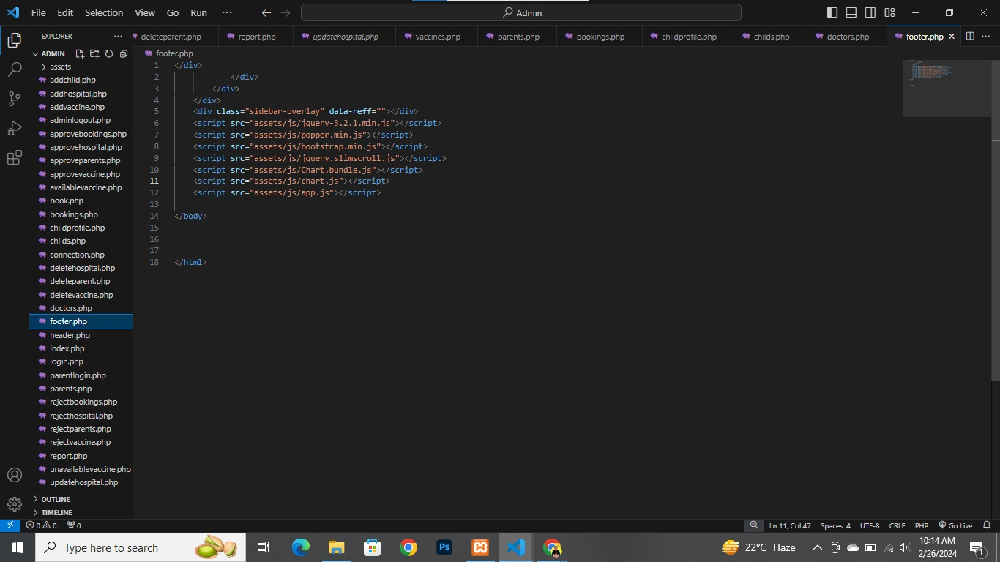 File Edit Selection View Go Run ··· Admin
EXPLORER ···
deleteparent.php report.php updatehospital.php vaccines.php parents.php bookings.php childprofile.php childs.php doctors.php footer.php
ADMIN
footer.php
assets
addchild.php
addhospital.php
addvaccine.php
adminlogout.php
approvebookings.php
approvehospital.php
approveparents.php
approvevaccine.php
availablevaccine.php
book.php
bookings.php
childprofile.php
childs.php
connection.php
deletehospital.php
deleteparent.php
deletevaccine.php
doctors.php
footer.php
header.php
index.php
login.php
parentlogin.php
parents.php
rejectbookings.php
rejecthospital.php
rejectparents.php
rejectvaccine.php
report.php
unavailablevaccine.php
updatehospital.php
OUTLINE
TIMELINE
1 </div>
2 </div>
3 </div>
4 </div>
5 <div class="sidebar-overlay" data-reff=""></div>
6 <script src="assets/js/jquery-3.2.1.min.js"></script>
7 <script src="assets/js/popper.min.js"></script>
8 <script src="assets/js/bootstrap.min.js"></script>
9 <script src="assets/js/jquery.slimscroll.js"></script>
10 <script src="assets/js/Chart.bundle.js"></script>
11 <script src="assets/js/chart.js"></script>
12 <script src="assets/js/app.js"></script>
13
14 </body>
15
16
17
18 </html>
0 0 0 Ln 11, Col 47 Spaces: 4 UTF-8 CRLF PHP Go Live
Type here to search Ps 22°C Haze 10:14 AM
2/26/2024 1